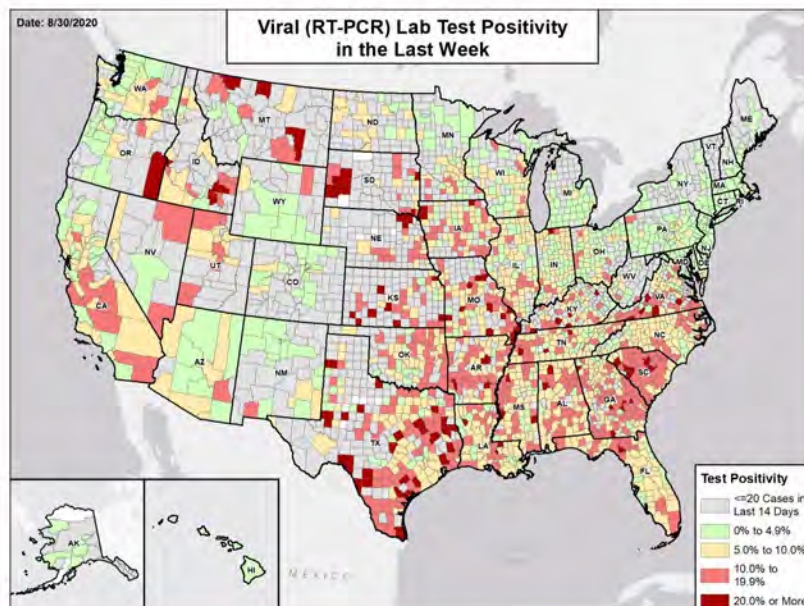 Date: 8/30/2020
Viral (RT-PCR) Lab Test Positivity
in the Last Week
WA
MT
ND
MN
ME
OR
ID
SD
WI
VT
NH
WY
MI
NY
MA
CT
RI
NE
IA
PA
NV
UT
CO
IL
IN
OH
NJ
MD
DE
WV
CA
KS
MO
KY
VA
AZ
NM
OK
AR
TN
NC
SC
TX
LA
MS
AL
GA
FL
AK
HI
MEXICO
Test Positivity
<=20 Cases in
Last 14 Days
0% to 4.9%
5.0% to 10.0%
10.0% to
19.9%
20.0% or More